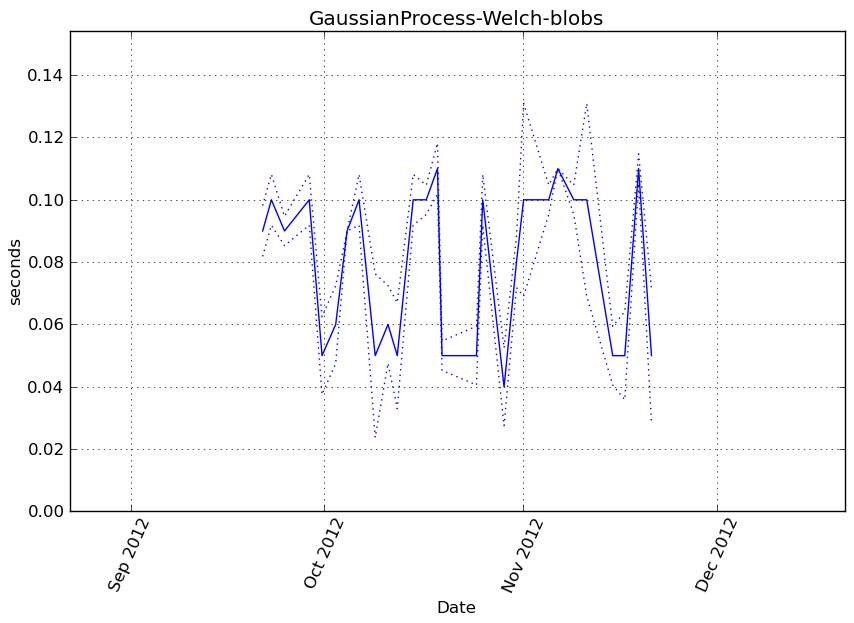 GaussianProcess-Welch-blobs
0.14
0.12
0.10
0.08
0.06
0.04
0.02
0.00
seconds
Sep 2012
Oct 2012
Nov 2012
Dec 2012
Date